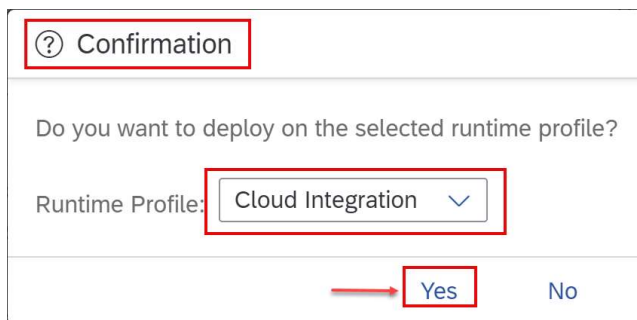 Confirmation
Do you want to deploy on the selected runtime profile?
Runtime Profile: Cloud Integration
Yes No